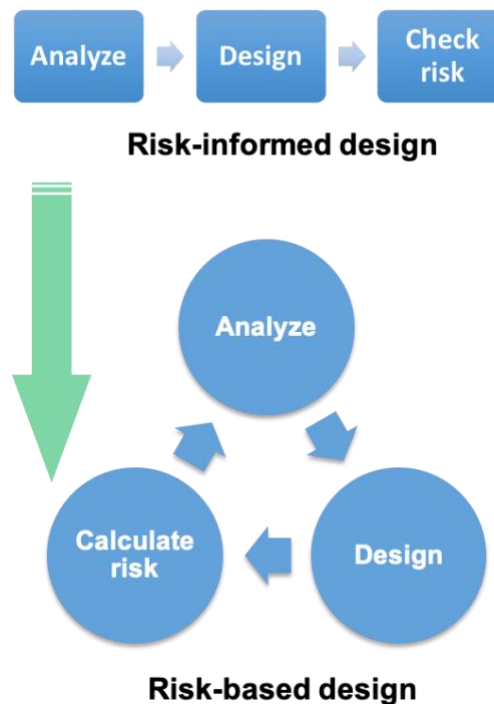 Analyze
Design
Check
risk
Risk-informed design
Analyze
Calculate
risk
Design
Risk-based design